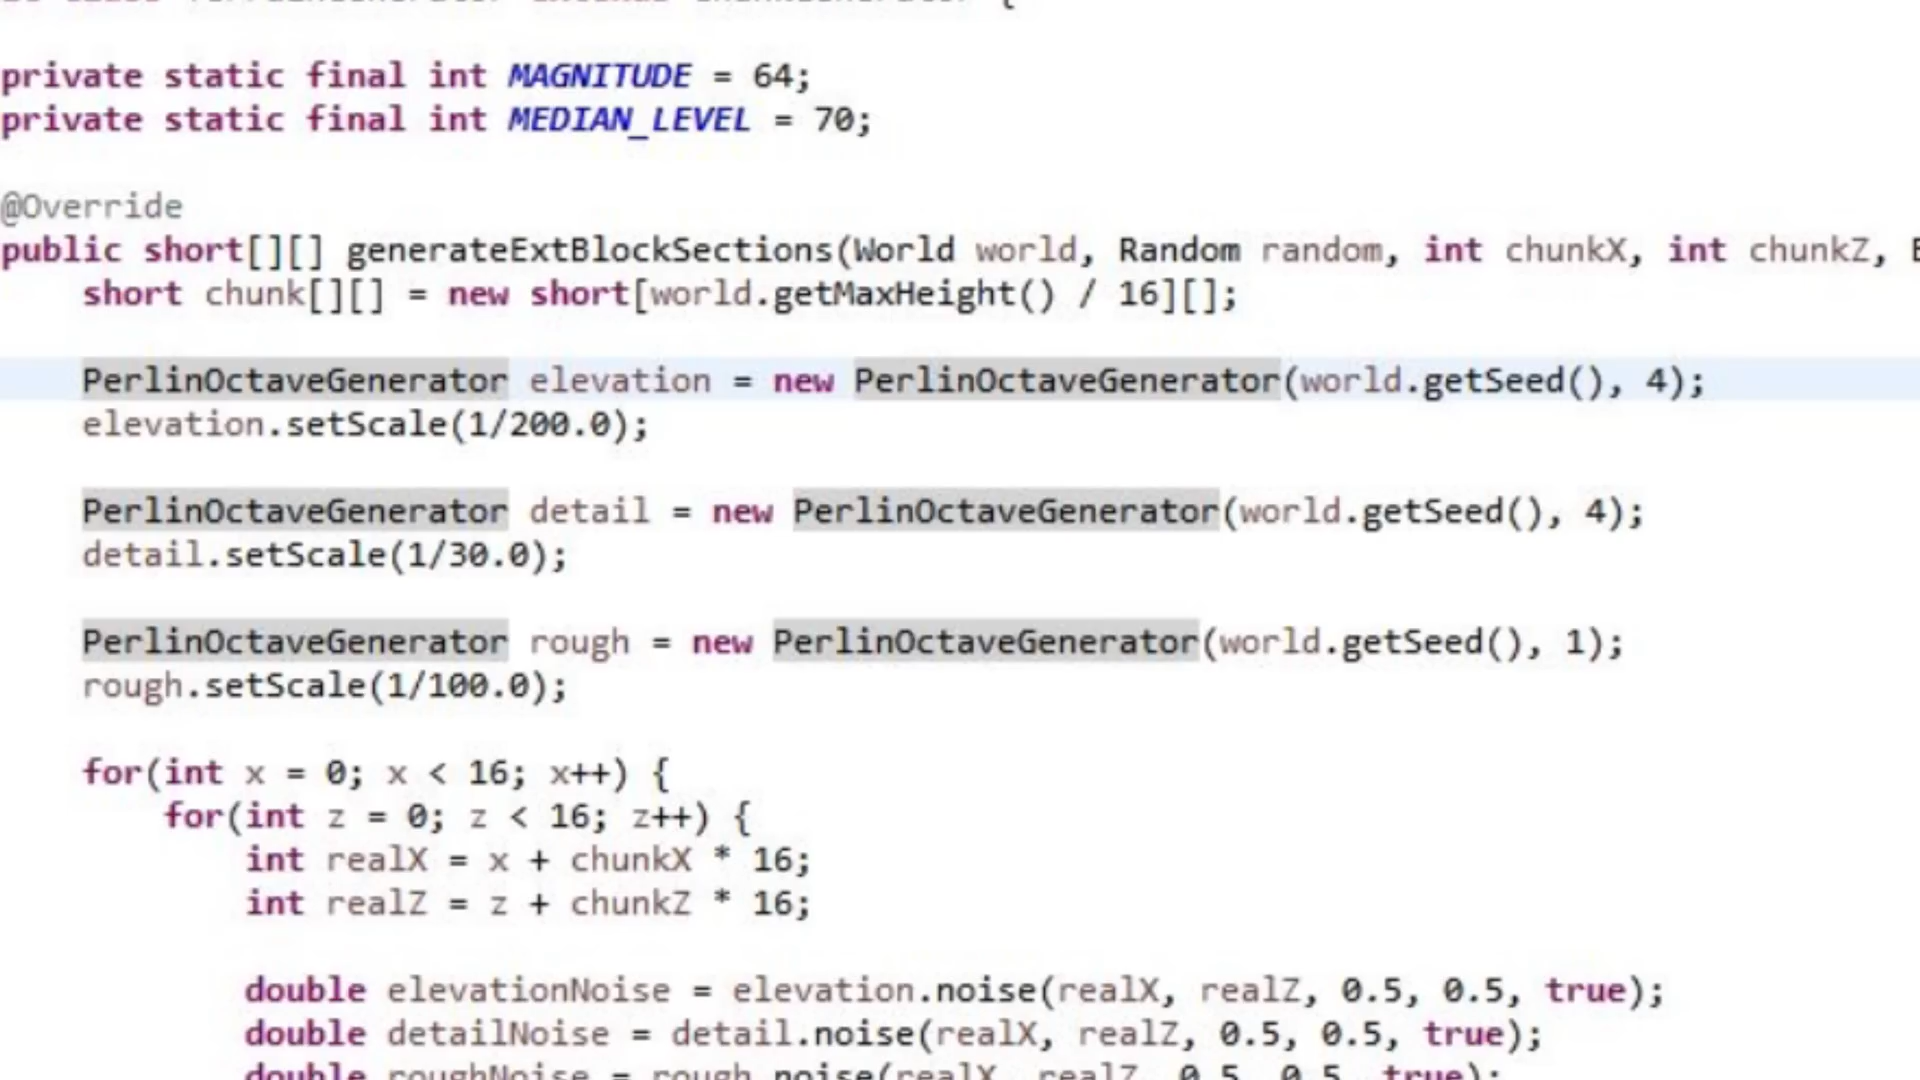 private static final int MAGNITUDE = 64;
private static final int MEDIAN_LEVEL = 70;
@Override
public short[][] generateExtBlockSections(World world, Random random, int chunkX, int chunkZ,
short chunk[][] = new short[world.getMaxHeight() / 16][];
PerlinOctaveGenerator elevation = new PerlinOctaveGenerator(world.getSeed(), 4);
elevation.setScale(1/200.0);
PerlinOctaveGenerator detail = new PerlinOctaveGenerator(world.getSeed(), 4);
detail.setScale(1/30.0);
PerlinOctaveGenerator rough = new PerlinOctaveGenerator(world.getSeed(), 1);
rough.setScale(1/100.0);
for(int x = 0; x < 16; x++) {
for(int z = 0; z < 16; z++) {
int realX = x + chunkX * 16;
int realZ = z + chunkZ * 16;
double elevationNoise = elevation.noise(realX, realZ, 0.5, 0.5, true);
double detailNoise = detail.noise(realX, realZ, 0.5, 0.5, true);
double roughNoise = rough.noise(realX, realZ, 0.5, 0.5, true);